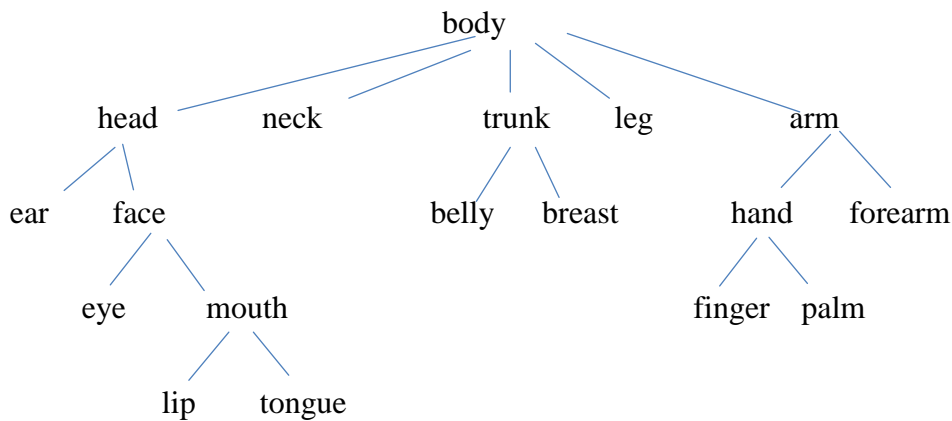 body
head neck trunk leg arm
ear face belly breast hand forearm
eye mouth finger palm
lip tongue